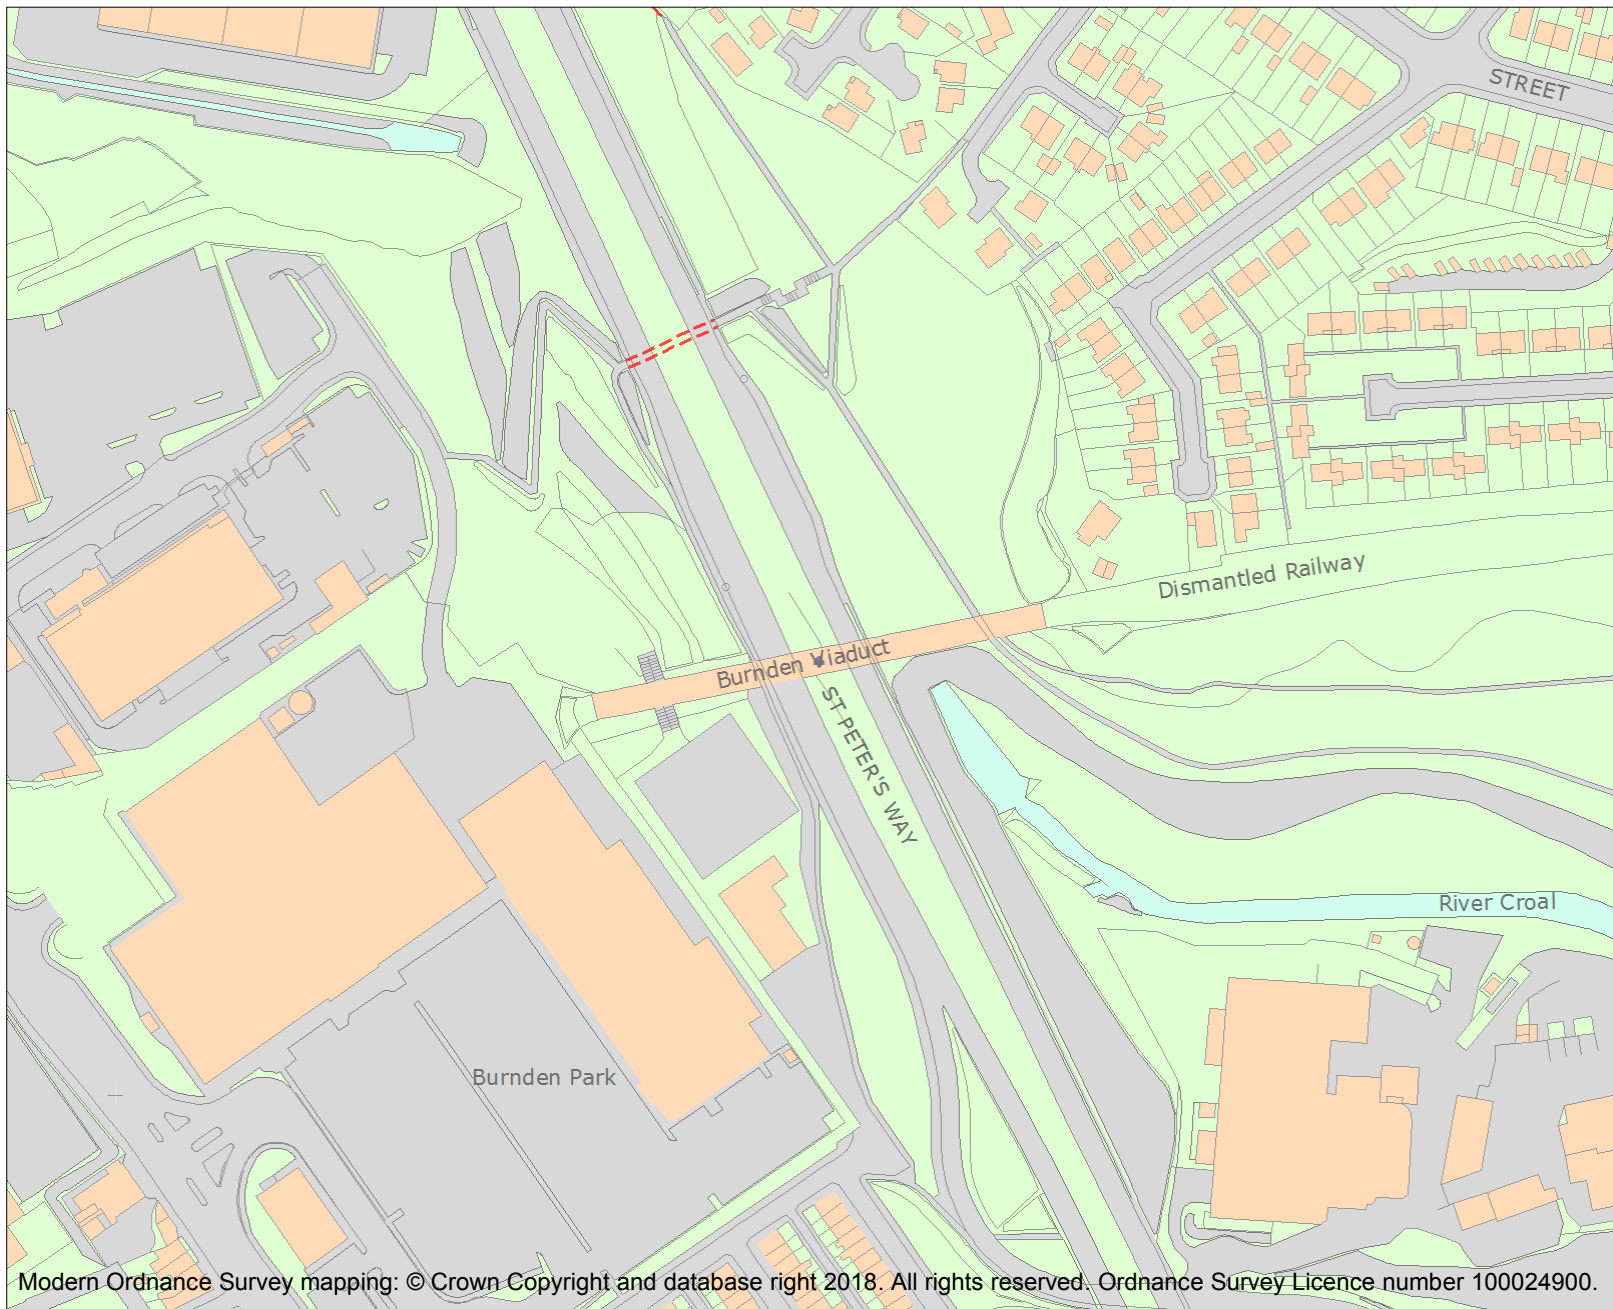 STREET
Dismantled Railway
Burnden Viaduct
ST PETER'S WAY
River Croal
Burnden Park
Modern Ordnance Survey mapping: © Crown Copyright and database right 2018. All rights reserved. Ordnance Survey Licence number 100024900.